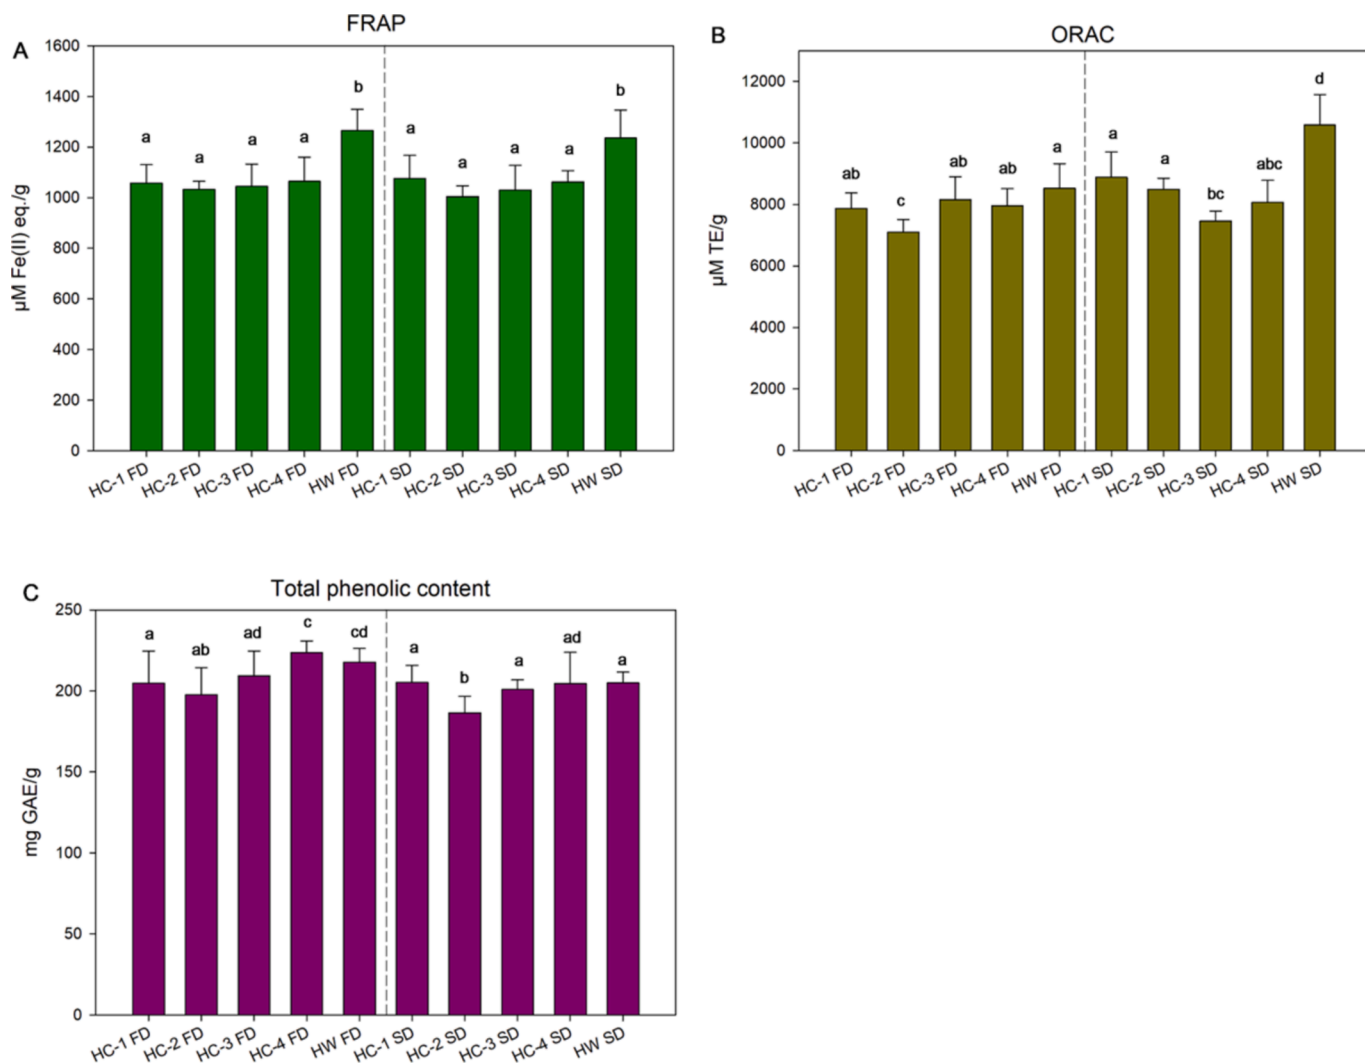 A
FRAP
1600
1400
1200
1000
800
600
400
200
0
µM Fe(II) eq./g
a a a a b a a a a b
HC-1 FD HC-2 FD HC-3 FD HC-4 FD HW FD HC-1 SD HC-2 SD HC-3 SD HC-4 SD HW SD
B
ORAC
12000
10000
8000
6000
4000
2000
0
µM TE/g
ab c ab ab a a a bc abc d
HC-1 FD HC-2 FD HC-3 FD HC-4 FD HW FD HC-1 SD HC-2 SD HC-3 SD HC-4 SD HW SD
C
Total phenolic content
250
200
150
100
50
0
mg GAE/g
a ab ad c cd a b a ad a
HC-1 FD HC-2 FD HC-3 FD HC-4 FD HW FD HC-1 SD HC-2 SD HC-3 SD HC-4 SD HW SD